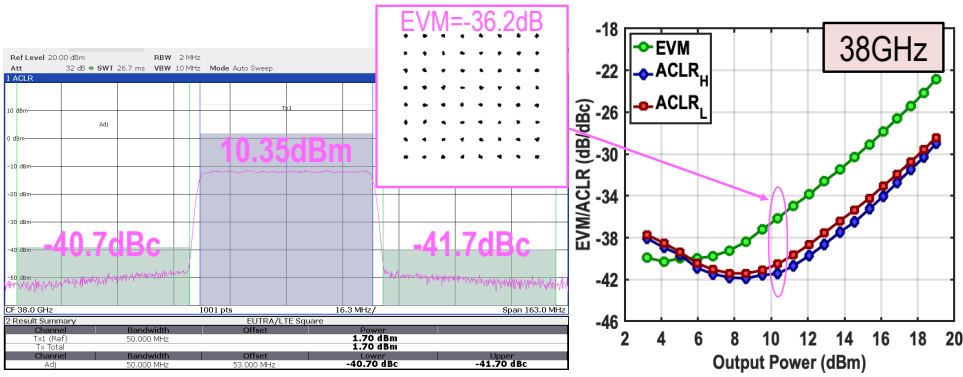 EVM=-36.2dB
Ref Level 20.00 dBm RBW 2 MHz
Att 32 dB SWT 26.7 ms VBW 10 MHz Mode Auto Sweep
1 ACLR
Tx1
10 dBm
Adj
0 dBm
10.35dBm
-10 dBm
-20 dBm
-30 dBm
-40 dBm
-40.7dBc
-41.7dBc
-50 dBm
CF 38.0 GHz 1001 pts 16.3 MHz/ Span 163.0 MHz
2 Result Summary EUTRA/LTE Square
Channel Bandwidth Offset Power
Tx1 (Ref) 50.000 MHz 1.70 dBm
Tx Total 1.70 dBm
Channel Bandwidth Offset Lower Upper
Adj 50.000 MHz 53.000 MHz -40.70 dBc -41.70 dBc
38GHz
EVM
ACLRH
ACLRL
EVM/ACLR (dB/dBc)
-18
-22
-26
-30
-34
-38
-42
-46
2 4 6 8 10 12 14 16 18 20
Output Power (dBm)